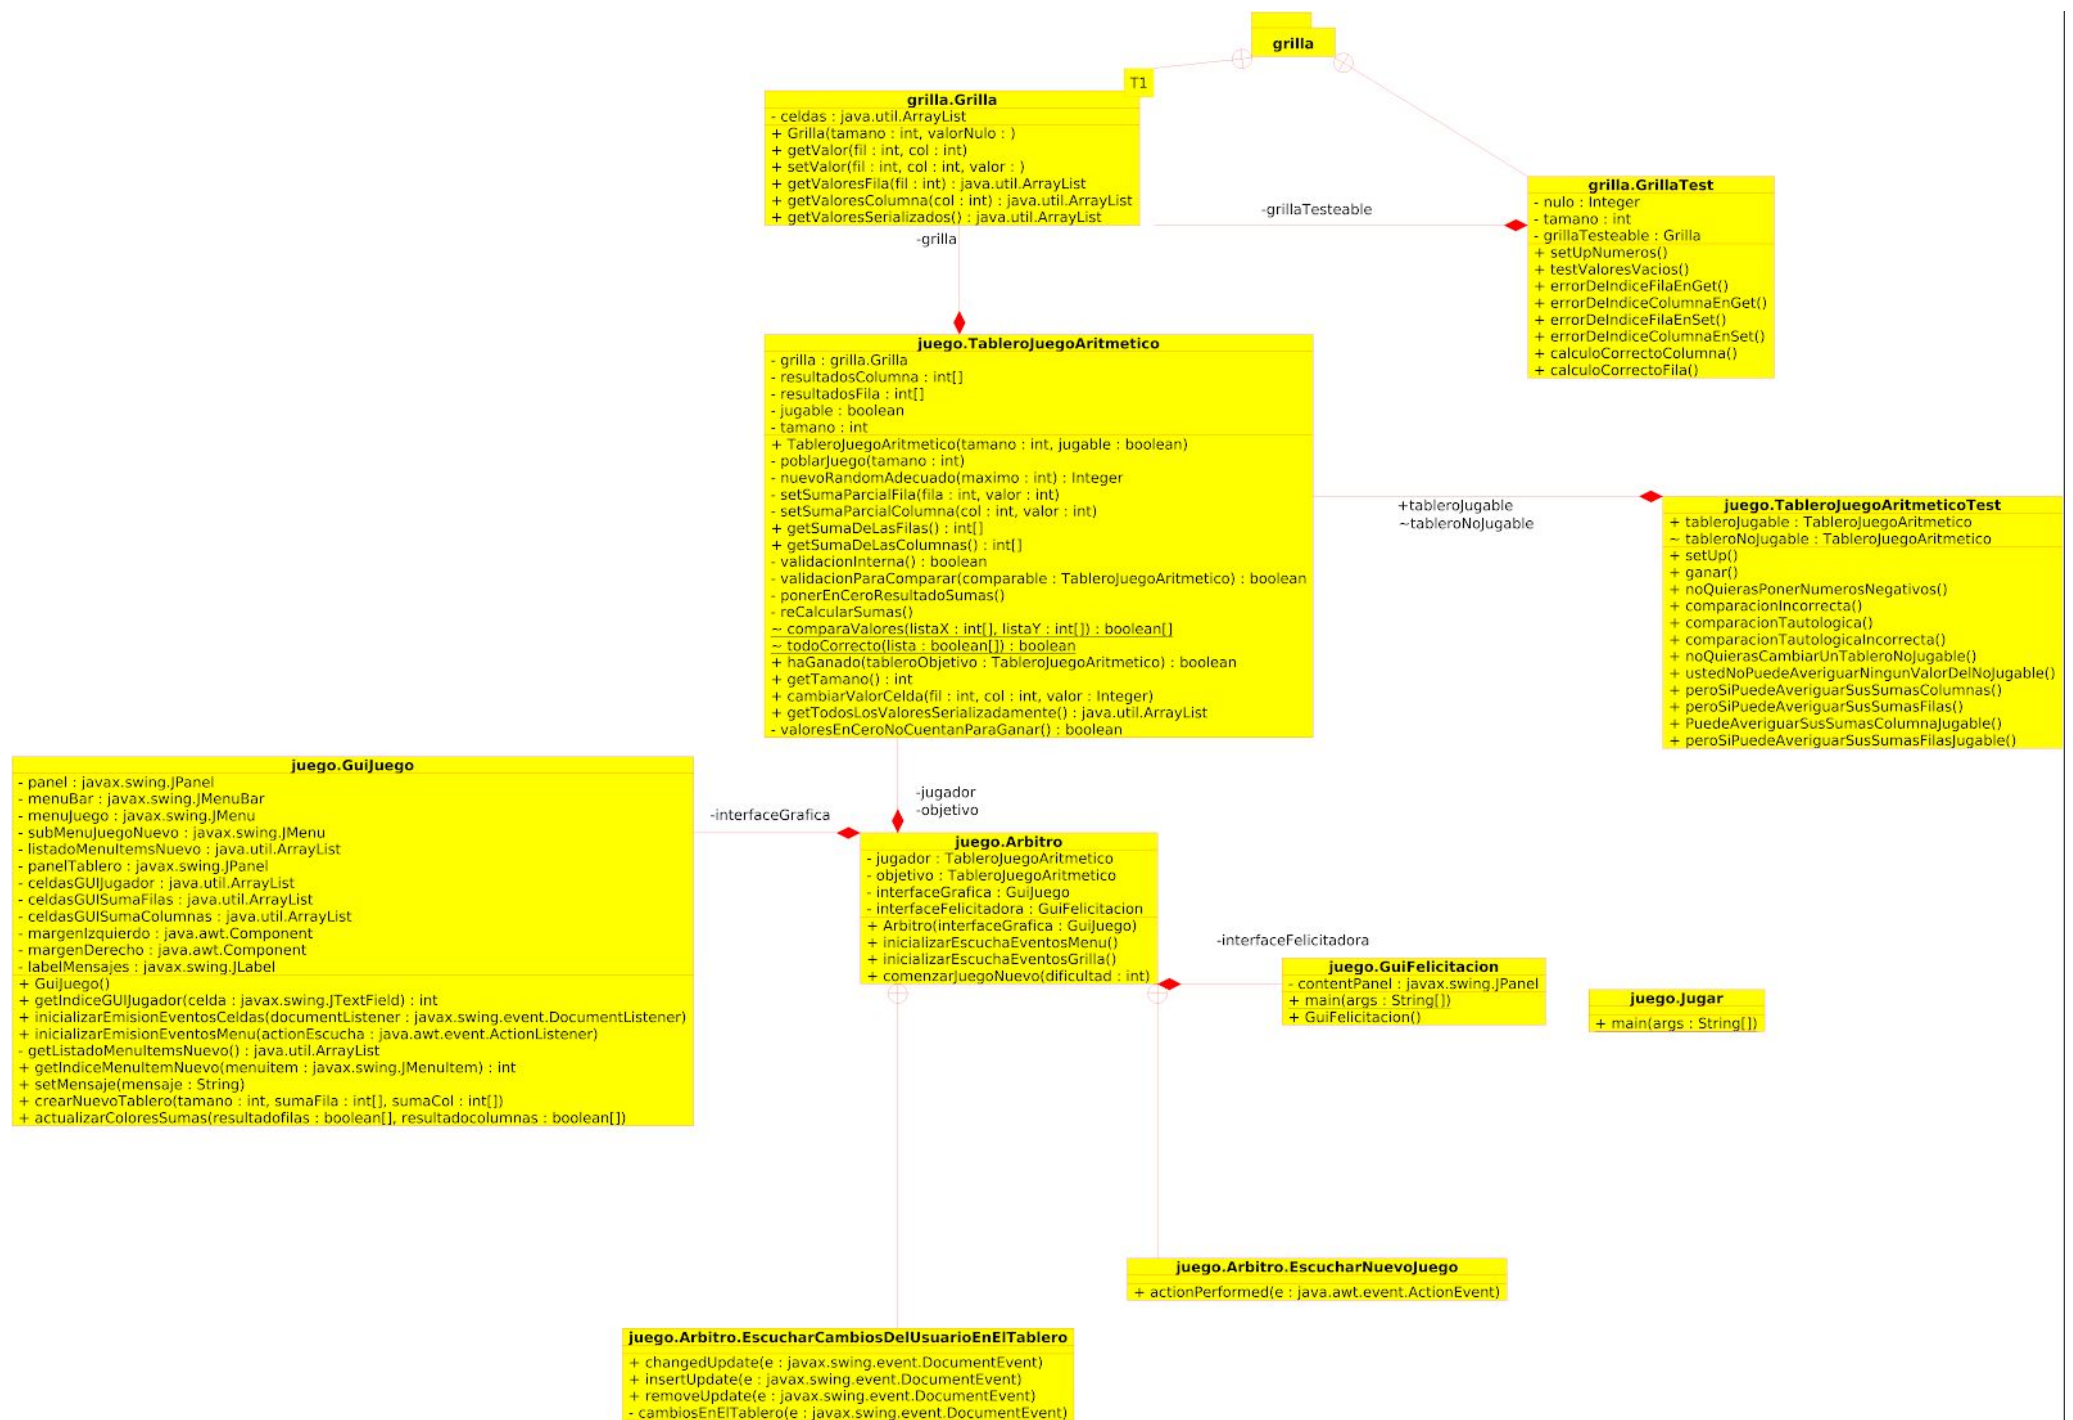 grilla
T1
grilla.Grilla
- celdas : java.util.ArrayList
+ Grilla(tamano : int, valorNulo : )
+ getValor(fil : int, col : int)
+ setValor(fil : int, col : int, valor : )
+ getValoresFila(fil : int) : java.util.ArrayList
+ getValoresColumna(col : int) : java.util.ArrayList
+ getValoresSerializados() : java.util.ArrayList
-grilla
-grillaTesteable
grilla.GrillaTest
- nulo : Integer
- tamano : int
- grillaTesteable : Grilla
+ setUpNumeros()
+ testValoresVacios()
+ errorDeIndiceFilaEnGet()
+ errorDeIndiceColumnaEnGet()
+ errorDeIndiceFilaEnSet()
+ errorDeIndiceColumnaEnSet()
+ calculoCorrectoColumna()
+ calculoCorrectoFila()
juego.TableroJuegoAritmetico
- grilla : grilla.Grilla
- resultadosColumna : int[]
- resultadosFila : int[]
- jugable : boolean
- tamano : int
+ TableroJuegoAritmetico(tamano : int, jugable : boolean)
- poblarJuego(tamano : int)
- nuevoRandomAdecuado(maximo : int) : Integer
- setSumaParcialFila(fila : int, valor : int)
- setSumaParcialColumna(col : int, valor : int)
+ getSumaDeLasFilas() : int[]
+ getSumaDeLasColumnas() : int[]
- validacionInterna() : boolean
- validacionParaComparar(comparable : TableroJuegoAritmetico) : boolean
- ponerEnCeroResultadoSumas()
- reCalcularSumas()
~ comparaValores(listaX : int[], listaY : int[]) : boolean[]
~ todoCorrecto(lista : boolean[]) : boolean
+ haGanado(tableroObjetivo : TableroJuegoAritmetico) : boolean
+ getTamano() : int
+ cambiarValorCelda(fil : int, col : int, valor : Integer)
+ getTodosLosValoresSerializadamente() : java.util.ArrayList
- valoresEnCeroNoCuentanParaGanar() : boolean
+tableroJugable
~tableroNoJugable
juego.TableroJuegoAritmeticoTest
+ tableroJugable : TableroJuegoAritmetico
~ tableroNoJugable : TableroJuegoAritmetico
+ setUp()
+ ganar()
+ noQuierasPonerNumerosNegativos()
+ comparacionIncorrecta()
+ comparacionTautologica()
+ comparacionTautologicaIncorrecta()
+ noQuierasCambiarUnTableroNoJugable()
+ ustedNoPuedeAveriguarNingunValorDelNoJugable()
+ peroSiPuedeAveriguarSusSumasColumnas()
+ peroSiPuedeAveriguarSusSumasFilas()
+ PuedeAveriguarSusSumasColumnaJugable()
+ peroSiPuedeAveriguarSusSumasFilasJugable()
juego.GuiJuego
- panel : javax.swing.JPanel
- menuBar : javax.swing.JMenuBar
- menuJuego : javax.swing.JMenu
- subMenuJuegoNuevo : javax.swing.JMenu
- listadoMenuItemsNuevo : java.util.ArrayList
- panelTablero : javax.swing.JPanel
- celdasGUIJugador : java.util.ArrayList
- celdasGUISumaFilas : java.util.ArrayList
- celdasGUISumaColumnas : java.util.ArrayList
- margenIzquierdo : java.awt.Component
- margenDerecho : java.awt.Component
- labelMensajes : javax.swing.JLabel
+ GuiJuego()
+ getIndiceGUIJugador(celda : javax.swing.JTextField) : int
+ inicializarEmisionEventosCeldas(documentListener : javax.swing.event.DocumentListener)
+ inicializarEmisionEventosMenu(actionEscucha : java.awt.event.ActionListener)
- getListadoMenuItemsNuevo() : java.util.ArrayList
+ getIndiceMenuItemNuevo(menuitem : javax.swing.JMenuItem) : int
+ setMensaje(mensaje : String)
+ crearNuevoTablero(tamano : int, sumaFila : int[], sumaCol : int[])
+ actualizarColoresSumas(resultadofilas : boolean[], resultadocolumnas : boolean[])
-interfaceGrafica
-jugador
-objetivo
juego.Arbitro
- jugador : TableroJuegoAritmetico
- objetivo : TableroJuegoAritmetico
- interfaceGrafica : GuiJuego
- interfaceFelicitadora : GuiFelicitacion
+ Arbitro(interfaceGrafica : GuiJuego)
+ inicializarEscuchaEventosMenu()
+ inicializarEscuchaEventosGrilla()
+ comenzarJuegoNuevo(dificultad : int)
-interfaceFelicitadora
juego.GuiFelicitacion
- contentPanel : javax.swing.JPanel
+ main(args : String[])
+ GuiFelicitacion()
juego.Jugar
+ main(args : String[])
juego.Arbitro.EscucharNuevoJuego
+ actionPerformed(e : java.awt.event.ActionEvent)
juego.Arbitro.EscucharCambiosDelUsuarioEnElTablero
+ changedUpdate(e : javax.swing.event.DocumentEvent)
+ insertUpdate(e : javax.swing.event.DocumentEvent)
+ removeUpdate(e : javax.swing.event.DocumentEvent)
- cambiosEnElTablero(e : javax.swing.event.DocumentEvent)